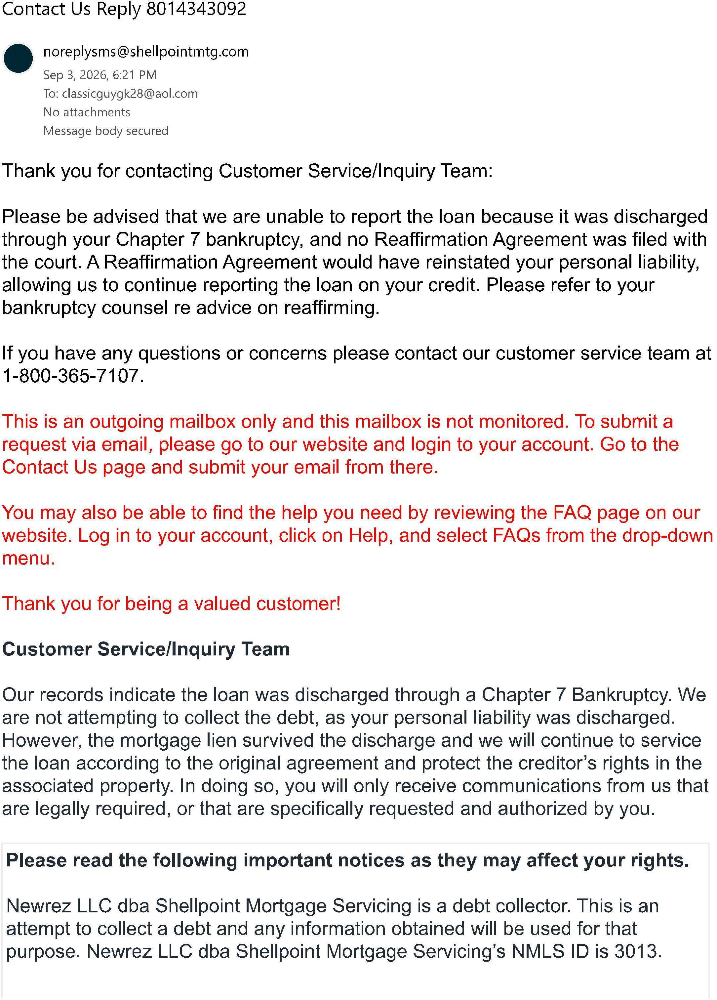 Contact Us Reply 8014343092
noreplysms@shellpointmtg.com
Sep 3, 2026, 6:21 PM
To: classicguygk28@aol.com
No attachments
Message body secured
Thank you for contacting Customer Service/Inquiry Team:
Please be advised that we are unable to report the loan because it was discharged
through your Chapter 7 bankruptcy, and no Reaffirmation Agreement was filed with
the court. A Reaffirmation Agreement would have reinstated your personal liability,
allowing us to continue reporting the loan on your credit. Please refer to your
bankruptcy counsel re advice on reaffirming.
If you have any questions or concerns please contact our customer service team at
1-800-365-7107.
This is an outgoing mailbox only and this mailbox is not monitored. To submit a
request via email, please go to our website and login to your account. Go to the
Contact Us page and submit your email from there.
You may also be able to find the help you need by reviewing the FAQ page on our
website. Log in to your account, click on Help, and select FAQs from the drop-down
menu.
Thank you for being a valued customer!
Customer Service/Inquiry Team
Our records indicate the loan was discharged through a Chapter 7 Bankruptcy. We
are not attempting to collect the debt, as your personal liability was discharged.
However, the mortgage lien survived the discharge and we will continue to service
the loan according to the original agreement and protect the creditor’s rights in the
associated property. In doing so, you will only receive communications from us that
are legally required, or that are specifically requested and authorized by you.
Please read the following important notices as they may affect your rights.
Newrez LLC dba Shellpoint Mortgage Servicing is a debt collector. This is an
attempt to collect a debt and any information obtained will be used for that
purpose. Newrez LLC dba Shellpoint Mortgage Servicing’s NMLS ID is 3013.